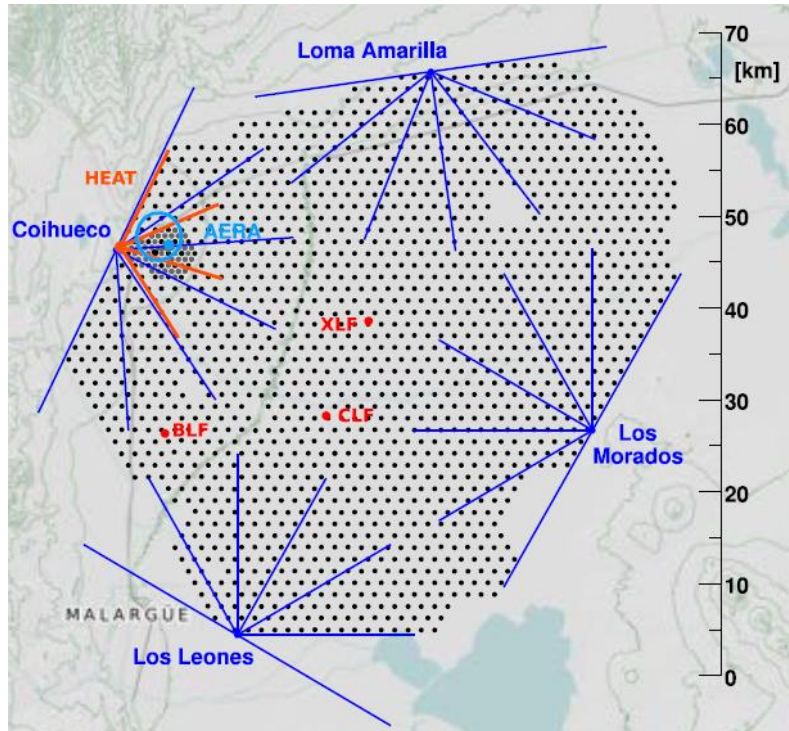 70
[km]
Loma Amarilla
60
HEAT
50
Coihueco
AERA
40
XLF
30
BLF
CLF
Los
Morados
20
10
MALARGÜE
Los Leones
0